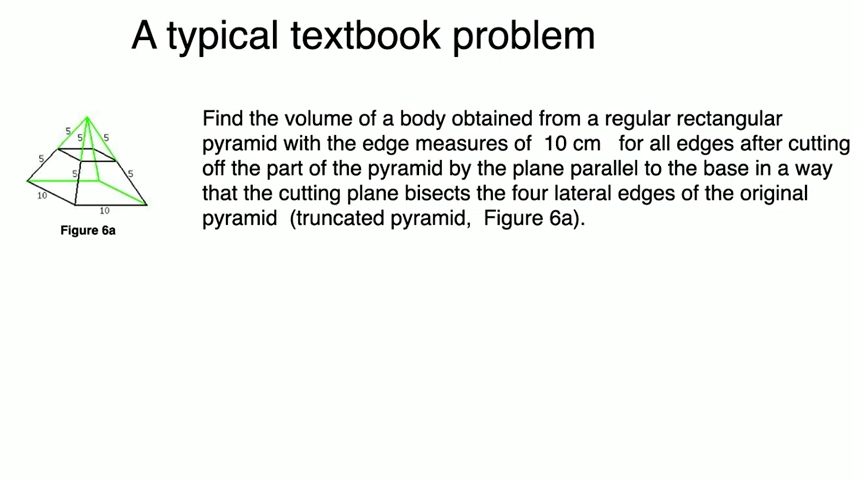 A typical textbook problem
Find the volume of a body obtained from a regular rectangular
pyramid with the edge measures of 10 cm for all edges after cutting
off the part of the pyramid by the plane parallel to the base in a way
that the cutting plane bisects the four lateral edges of the original
pyramid (truncated pyramid, Figure 6a).
5
5
5
5
5
5
10
10
Figure 6a